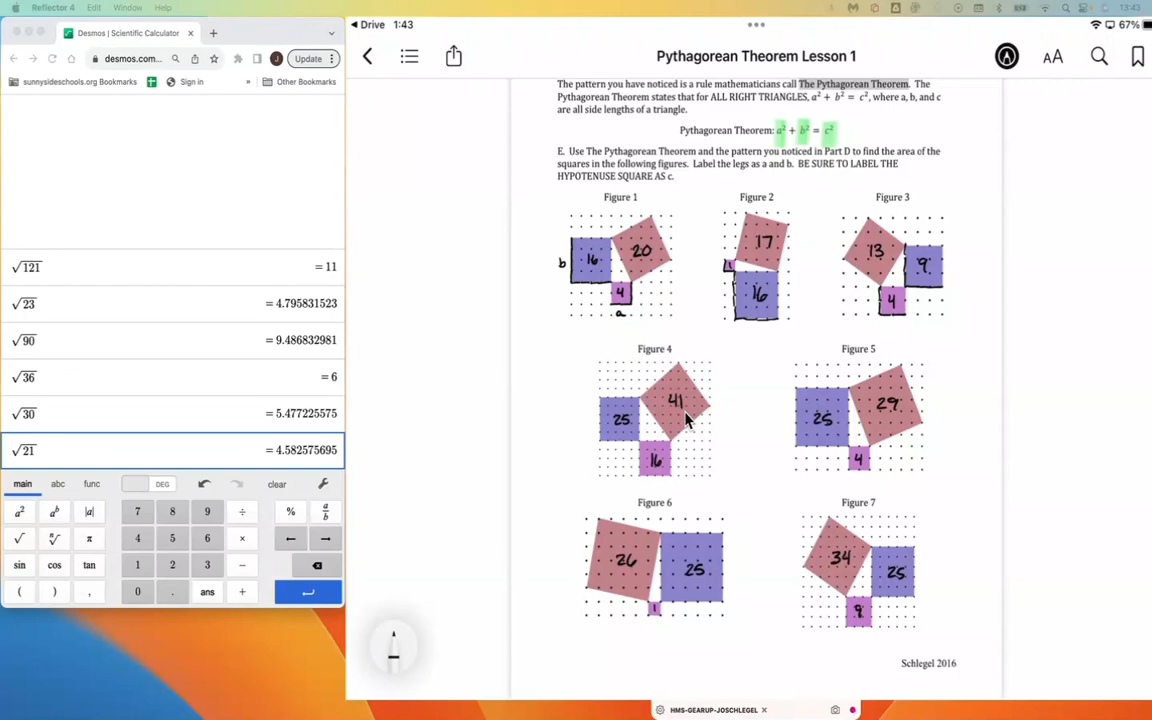 Reflector 4 Edit Window Help 13:43
Desmos | Scientific Calculator
desmos.com... Update
sunnysideschools.org Bookmarks Sign in » Other Bookmarks
√121 = 11
√23 = 4.795831523
√90 = 9.486832981
√36 = 6
√30 = 5.477225575
√21 = 4.582575695
main abc func DEG clear
a² aᵇ |a| 7 8 9 ÷ % a/b
√ ⁿ√ π 4 5 6 × ← →
sin cos tan 1 2 3 −
( ) , 0 . ans +
Drive 1:43 67%
Pythagorean Theorem Lesson 1
AA
The pattern you have noticed is a rule mathematicians call The Pythagorean Theorem. The
Pythagorean Theorem states that for ALL RIGHT TRIANGLES, a² + b² = c², where a, b, and c
are all side lengths of a triangle.
Pythagorean Theorem: a² + b² = c²
E. Use The Pythagorean Theorem and the pattern you noticed in Part D to find the area of the
squares in the following figures. Label the legs as a and b. BE SURE TO LABEL THE
HYPOTENUSE SQUARE AS c.
Figure 1 Figure 2 Figure 3
b 16 20 4 a
17 1 16
13 9 4
Figure 4 Figure 5
25 41 16
25 29 4
Figure 6 Figure 7
26 25 1
34 25 9
Schlegel 2016
HMS-GEARUP-JOSCHLEGEL